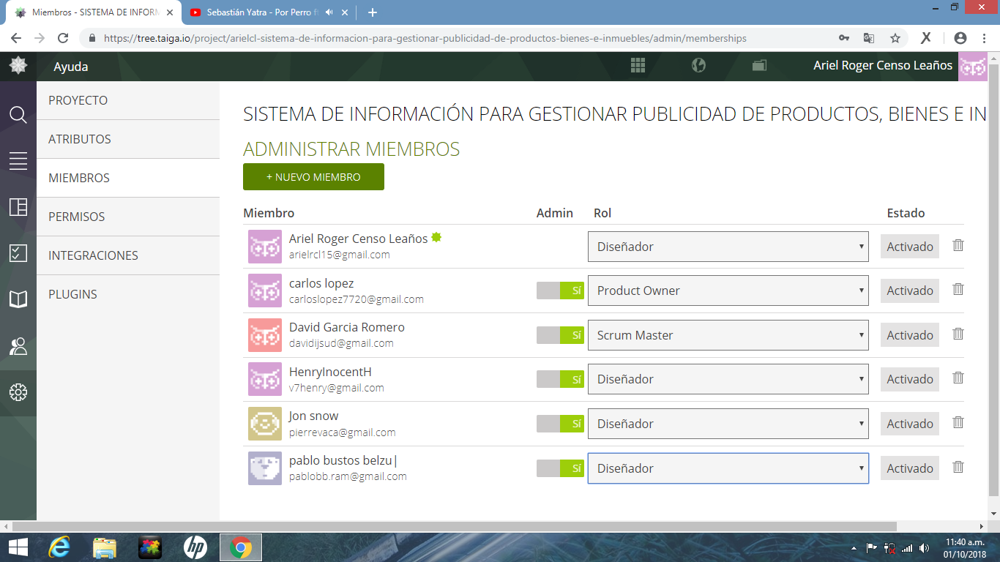 Miembros - SISTEMA DE INFORM
Sebastián Yatra - Por Perro f
https://tree.taiga.io/project/arielcl-sistema-de-informacion-para-gestionar-publicidad-de-productos-bienes-e-inmuebles/admin/memberships
Ayuda
Ariel Roger Censo Leaños
PROYECTO
ATRIBUTOS
MIEMBROS
PERMISOS
INTEGRACIONES
PLUGINS
SISTEMA DE INFORMACIÓN PARA GESTIONAR PUBLICIDAD DE PRODUCTOS, BIENES E IN
ADMINISTRAR MIEMBROS
+ NUEVO MIEMBRO
Miembro Admin Rol Estado
Ariel Roger Censo Leaños
arielrcl15@gmail.com
Diseñador Activado
carlos lopez
carloslopez7720@gmail.com
Sí Product Owner Activado
David Garcia Romero
davidijsud@gmail.com
Sí Scrum Master Activado
HenryInocentH
v7henry@gmail.com
Sí Diseñador Activado
Jon snow
pierrevaca@gmail.com
Sí Diseñador Activado
pablo bustos belzu|
pablobb.ram@gmail.com
Sí Diseñador Activado
hp
11:40 a.m.
01/10/2018